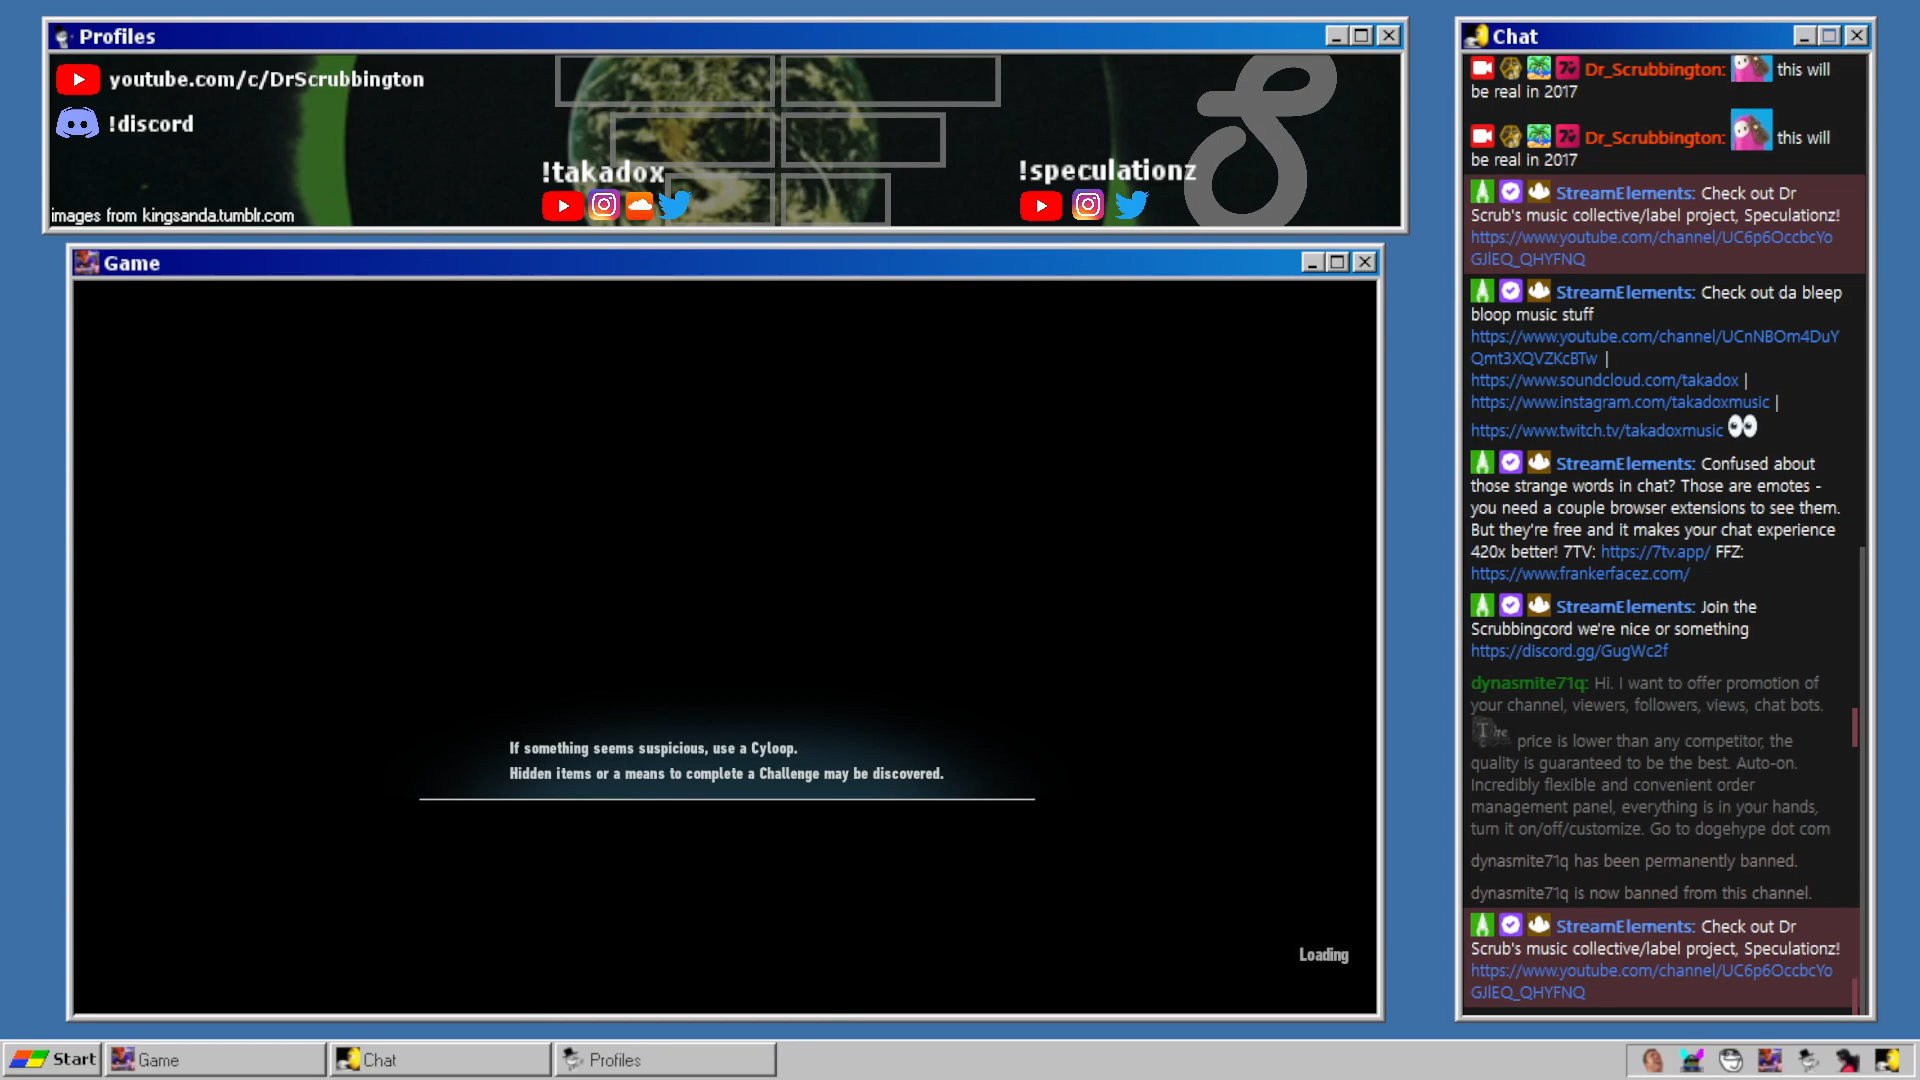 Profiles
youtube.com/c/DrScrubbington
!discord
!takadox
!speculationz
images from kingsanda.tumblr.com
Game
If something seems suspicious, use a Cyloop.
Hidden items or a means to complete a Challenge may be discovered.
Loading
Chat
Dr_Scrubbington: this will
be real in 2017
Dr_Scrubbington: this will
be real in 2017
StreamElements: Check out Dr
Scrub's music collective/label project, Speculationz!
https://www.youtube.com/channel/UC6p6OccbcYo
GJlEQ_QHYFNQ
StreamElements: Check out da bleep
bloop music stuff
https://www.youtube.com/channel/UCnNBOm4DuY
Qmt3XQVZKcBTw |
https://www.soundcloud.com/takadox |
https://www.instagram.com/takadoxmusic |
https://www.twitch.tv/takadoxmusic
StreamElements: Confused about
those strange words in chat? Those are emotes -
you need a couple browser extensions to see them.
But they're free and it makes your chat experience
420x better! 7TV: https://7tv.app/ FFZ:
https://www.frankerfacez.com/
StreamElements: Join the
Scrubbingcord we're nice or something
https://discord.gg/GugWc2f
dynasmite71q: Hi. I want to offer promotion of
your channel, viewers, followers, views, chat bots.
The price is lower than any competitor, the
quality is guaranteed to be the best. Auto-on.
Incredibly flexible and convenient order
management panel, everything is in your hands,
turn it on/off/customize. Go to dogehype dot com
dynasmite71q has been permanently banned.
dynasmite71q is now banned from this channel.
StreamElements: Check out Dr
Scrub's music collective/label project, Speculationz!
https://www.youtube.com/channel/UC6p6OccbcYo
GJlEQ_QHYFNQ
Start
Game
Chat
Profiles